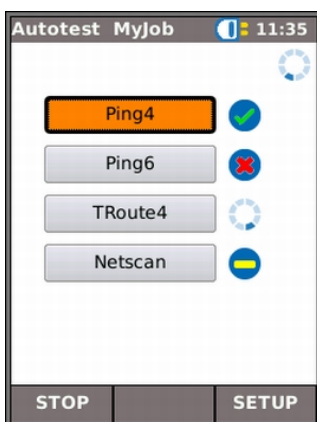 Autotest MyJob 11:35
Ping4
Ping6
TRoute4
Netscan
STOP SETUP